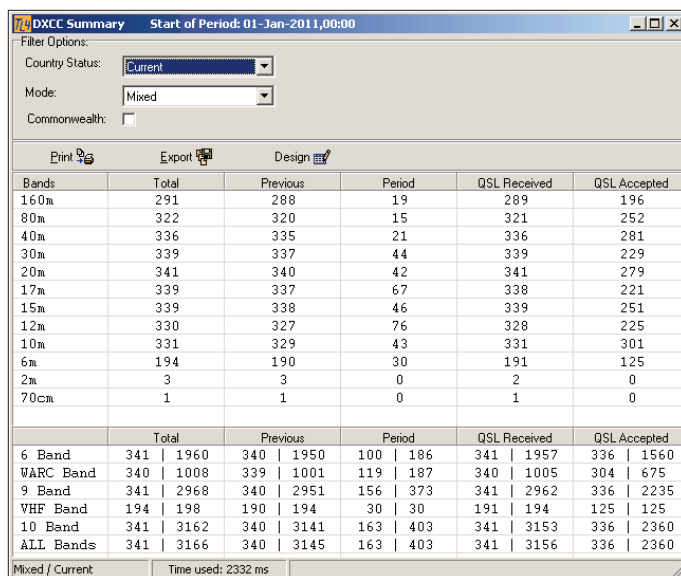 TL4 DXCC Summary Start of Period: 01-Jan-2011,00:00
Filter Options:
Country Status: Current
Mode: Mixed
Commonwealth:
Print Export Design
Bands Total Previous Period QSL Received QSL Accepted
160m 291 288 19 289 196
80m 322 320 15 321 252
40m 336 335 21 336 281
30m 339 337 44 339 229
20m 341 340 42 341 279
17m 339 337 67 338 221
15m 339 338 46 339 251
12m 330 327 76 328 225
10m 331 329 43 331 301
6m 194 190 30 191 125
2m 3 3 0 2 0
70cm 1 1 0 1 0
Total Previous Period QSL Received QSL Accepted
6 Band 341 | 1960 340 | 1950 100 | 186 341 | 1957 336 | 1560
WARC Band 340 | 1008 339 | 1001 119 | 187 340 | 1005 304 | 675
9 Band 341 | 2968 340 | 2951 156 | 373 341 | 2962 336 | 2235
VHF Band 194 | 198 190 | 194 30 | 30 191 | 194 125 | 125
10 Band 341 | 3162 340 | 3141 163 | 403 341 | 3153 336 | 2360
ALL Bands 341 | 3166 340 | 3145 163 | 403 341 | 3156 336 | 2360
Mixed / Current Time used: 2332 ms